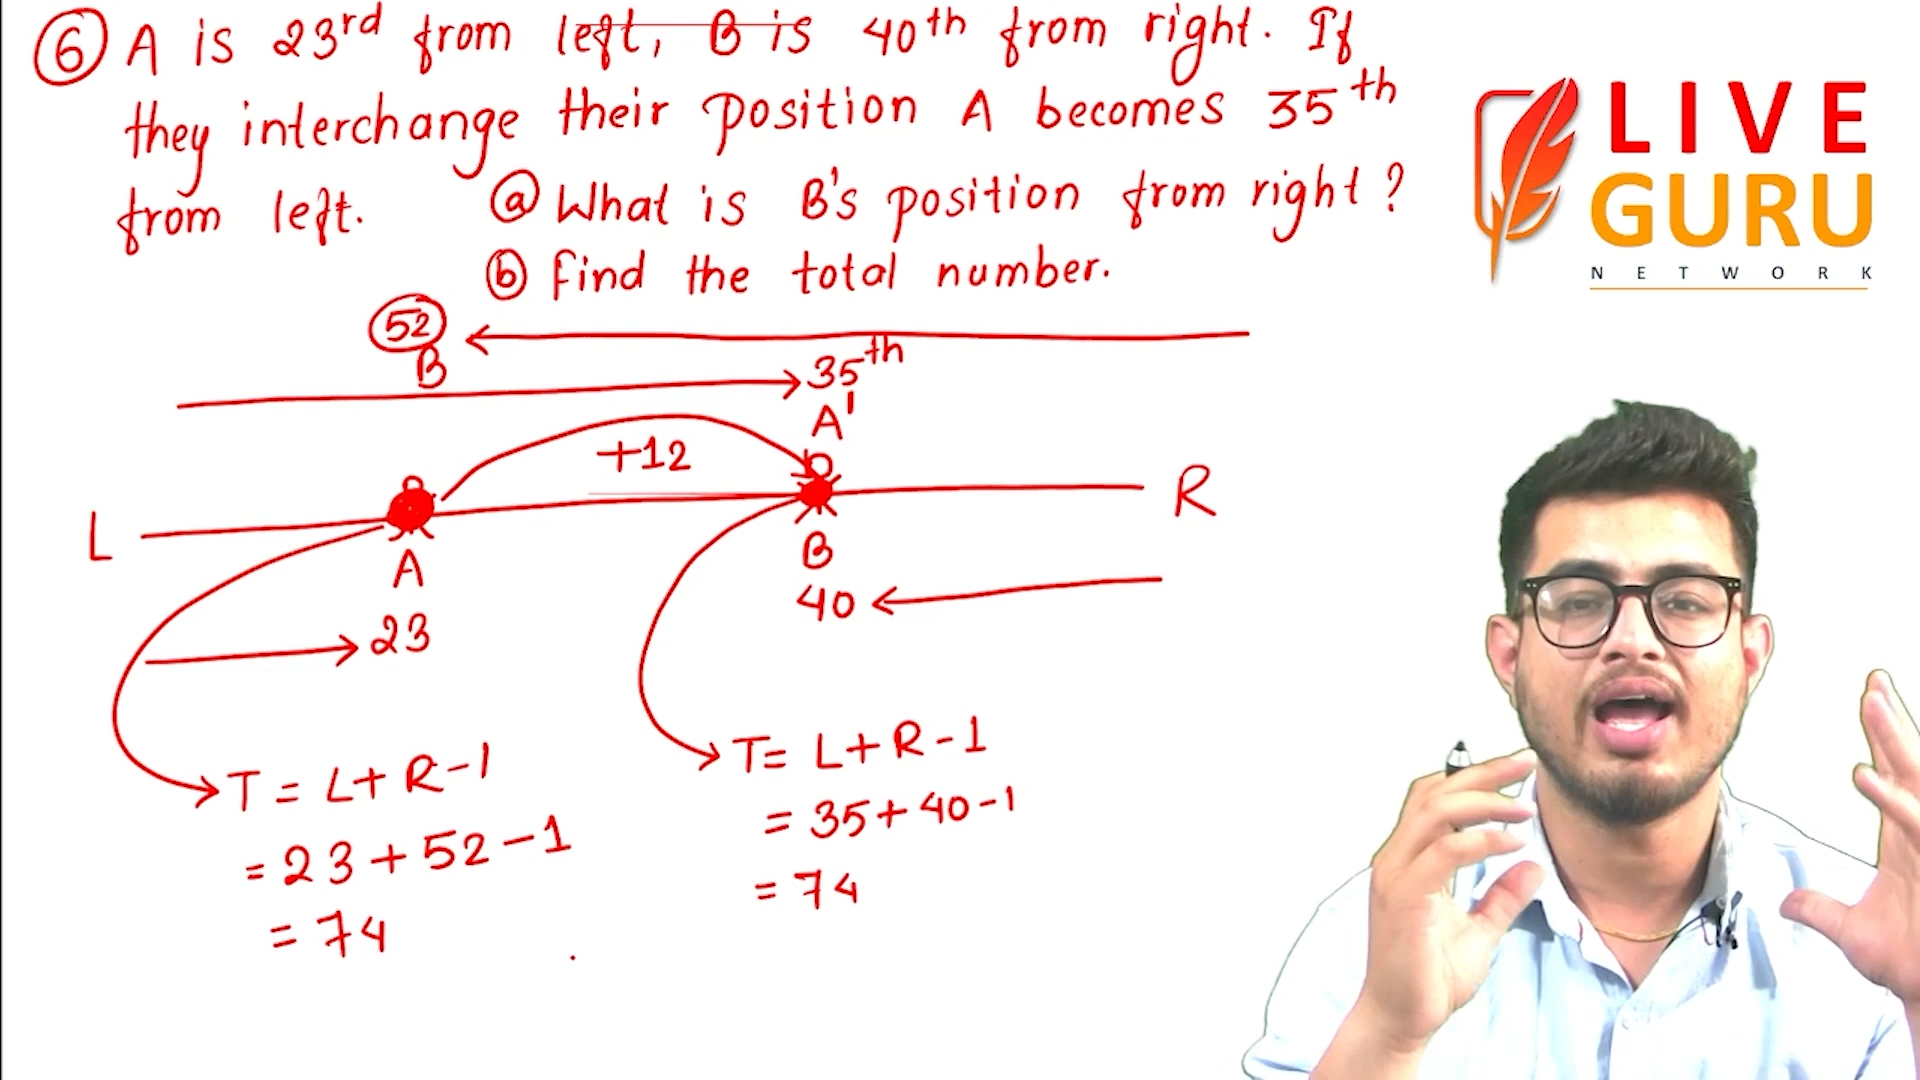 6 A is 23rd from left, B is 40th from right. If
they interchange their position A becomes 35th
from left. a What is B's position from right?
b Find the total number.
LIVE
GURU
NETWORK
52
B
35th
A'
+12
L
R
A
B
40
23
T = L+R-1
= 23+52-1
= 74
T= L+R-1
= 35+40-1
= 74